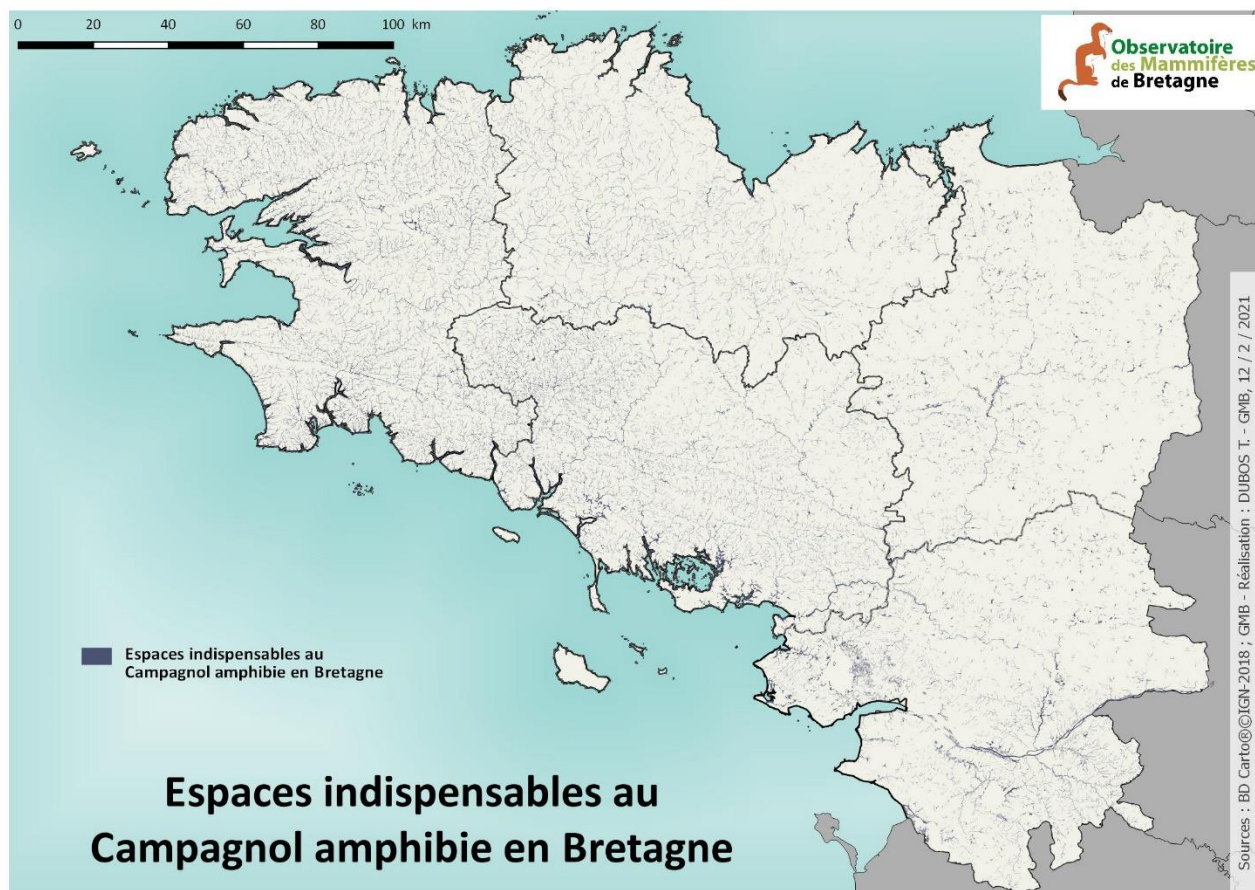 0 20 40 60 80 100 km
Observatoire
des Mammifères
de Bretagne
Espaces indispensables au
Campagnol amphibie en Bretagne
Espaces indispensables au
Campagnol amphibie en Bretagne
Sources : BD Carto®©IGN-2018 ; GMB - Réalisation : DUBOS T. - GMB, 12 / 2 / 2021